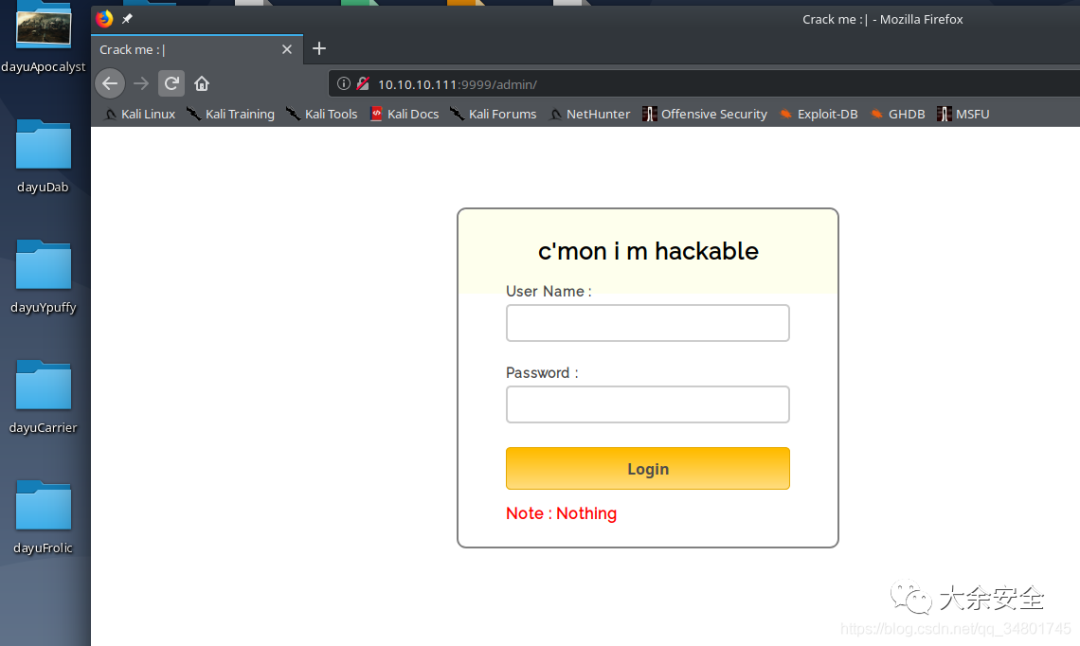 Crack me :| - Mozilla Firefox
Crack me :|
10.10.10.111:9999/admin/
Kali Linux Kali Training Kali Tools Kali Docs Kali Forums NetHunter Offensive Security Exploit-DB GHDB MSFU
dayuApocalyst
dayuDab
dayuYpuffy
dayuCarrier
dayuFrolic
c'mon i m hackable
User Name :
Password :
Login
Note : Nothing
大余安全
https://blog.csdn.net/qq_34801745